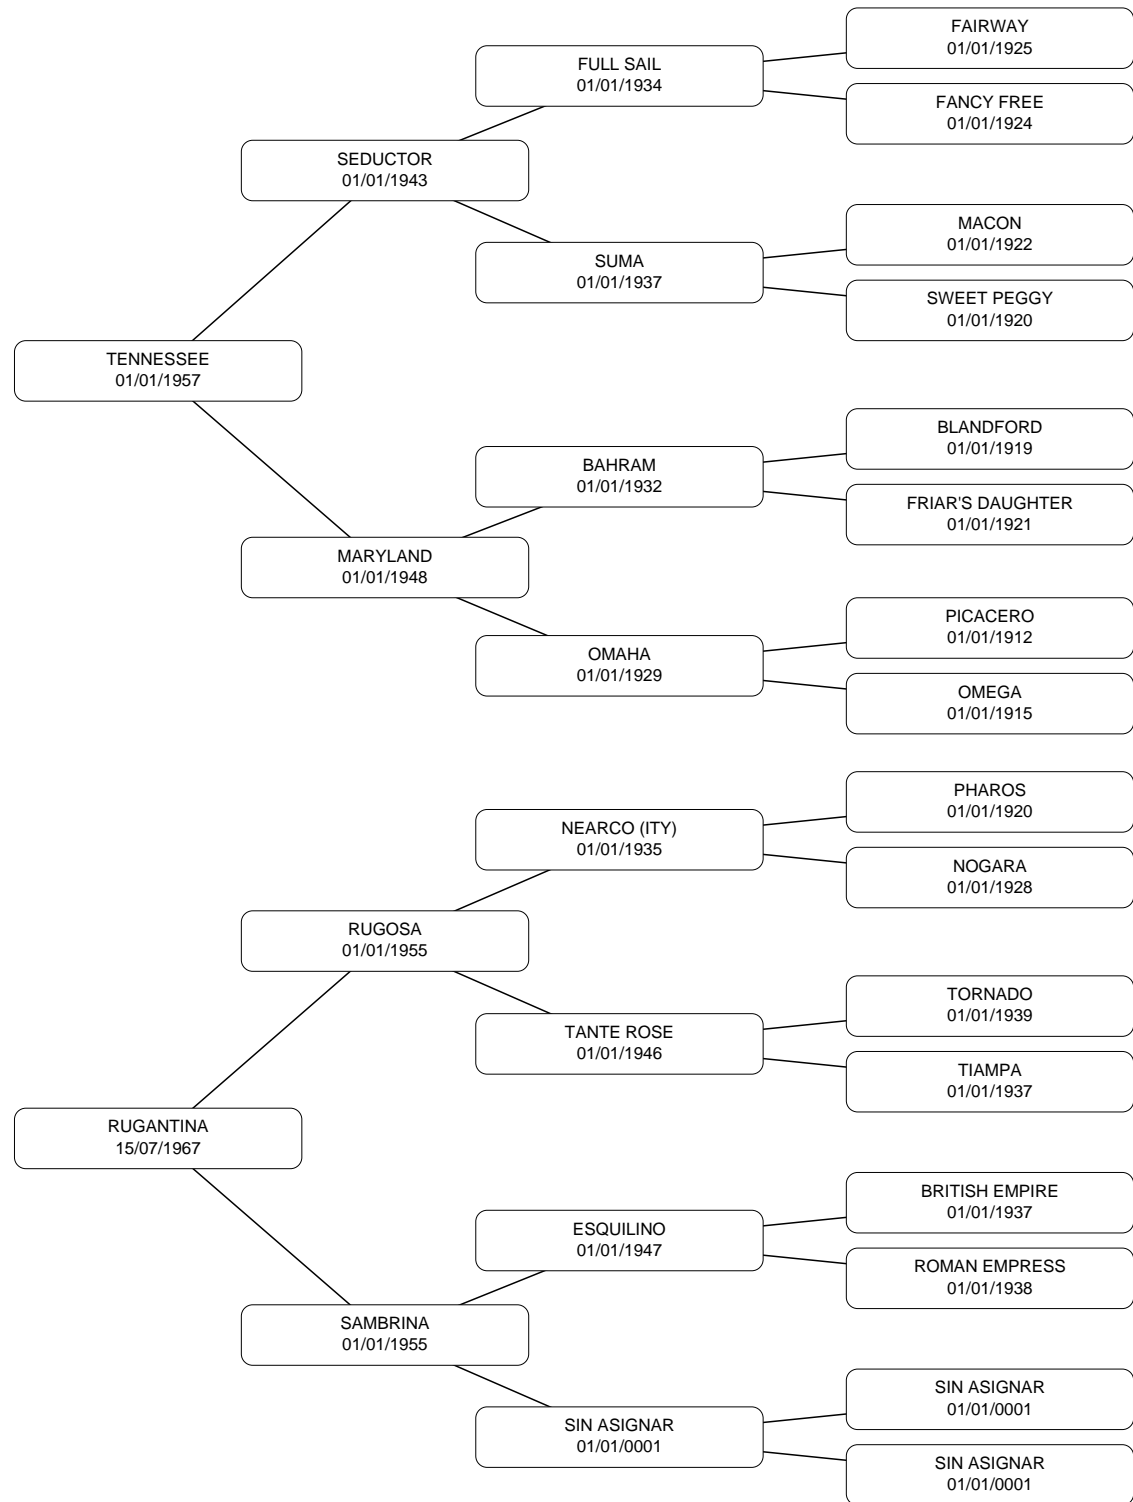 FAIRWAY
01/01/1925
FULL SAIL
01/01/1934
FANCY FREE
01/01/1924
SEDUCTOR
01/01/1943
MACON
01/01/1922
SUMA
01/01/1937
SWEET PEGGY
01/01/1920
TENNESSEE
01/01/1957
BLANDFORD
01/01/1919
BAHRAM
01/01/1932
FRIAR'S DAUGHTER
01/01/1921
MARYLAND
01/01/1948
PICACERO
01/01/1912
OMAHA
01/01/1929
OMEGA
01/01/1915
PHAROS
01/01/1920
NEARCO (ITY)
01/01/1935
NOGARA
01/01/1928
RUGOSA
01/01/1955
TORNADO
01/01/1939
TANTE ROSE
01/01/1946
TIAMPA
01/01/1937
RUGANTINA
15/07/1967
BRITISH EMPIRE
01/01/1937
ESQUILINO
01/01/1947
ROMAN EMPRESS
01/01/1938
SAMBRINA
01/01/1955
SIN ASIGNAR
01/01/0001
SIN ASIGNAR
01/01/0001
SIN ASIGNAR
01/01/0001